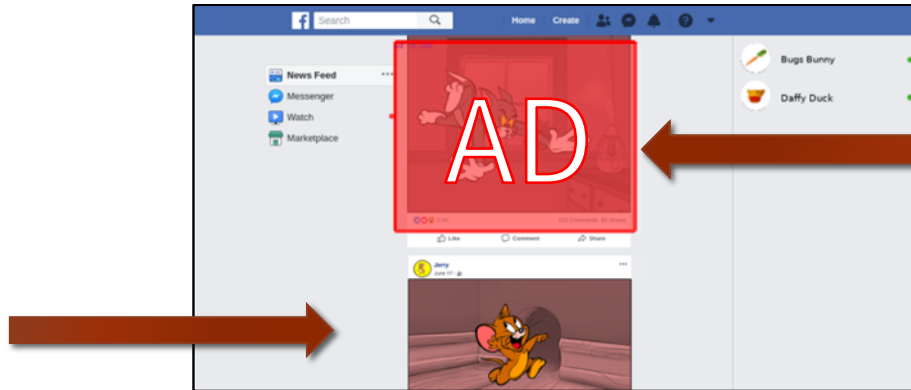 f Search Home Create
Bugs Bunny
Daffy Duck
News Feed
Messenger
Watch
Marketplace
AD
Like Comment Share
Jerry
June 17